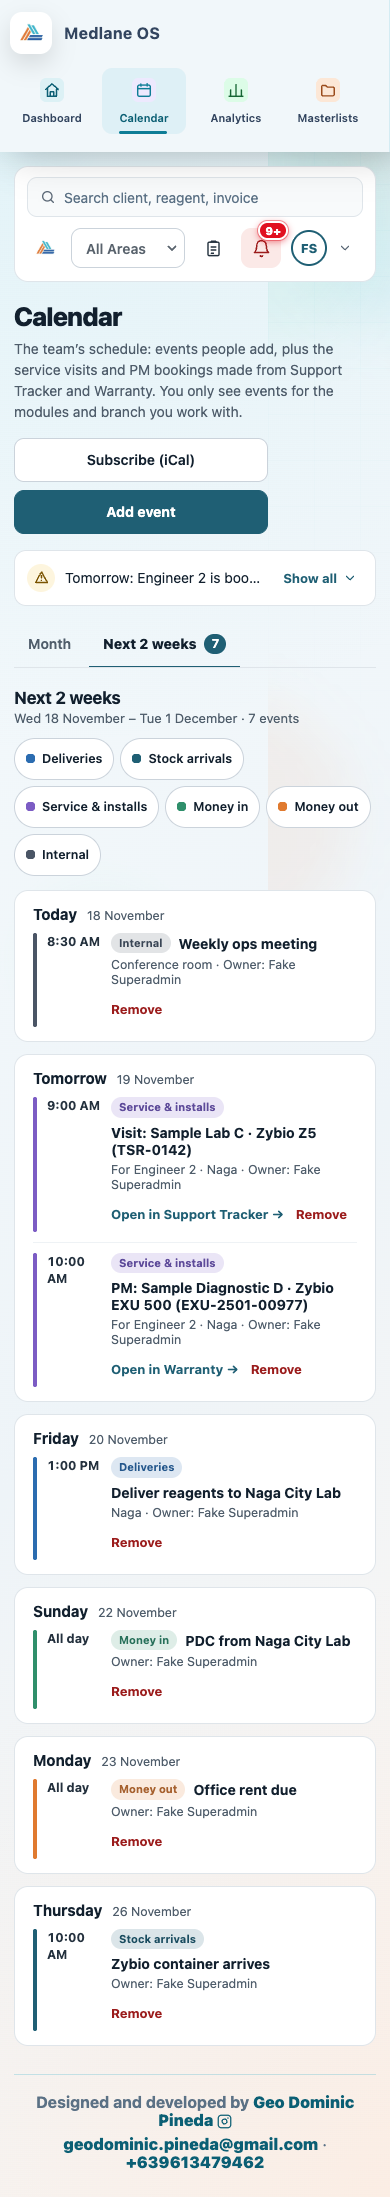 Medlane OS
Dashboard
Calendar
Analytics
Masterlists
Search client, reagent, invoice
All Areas
9+
FS
Calendar
The team's schedule: events people add, plus the
service visits and PM bookings made from Support
Tracker and Warranty. You only see events for the
modules and branch you work with.
Subscribe (iCal)
Add event
Tomorrow: Engineer 2 is boo...
Show all
Month
Next 2 weeks 7
Next 2 weeks
Wed 18 November – Tue 1 December · 7 events
Deliveries
Stock arrivals
Service & installs
Money in
Money out
Internal
Today 18 November
8:30 AM
Internal Weekly ops meeting
Conference room · Owner: Fake
Superadmin
Remove
Tomorrow 19 November
9:00 AM
Service & installs
Visit: Sample Lab C · Zybio Z5
(TSR-0142)
For Engineer 2 · Naga · Owner: Fake
Superadmin
Open in Support Tracker → Remove
10:00
AM
Service & installs
PM: Sample Diagnostic D · Zybio
EXU 500 (EXU-2501-00977)
For Engineer 2 · Naga · Owner: Fake
Superadmin
Open in Warranty → Remove
Friday 20 November
1:00 PM
Deliveries
Deliver reagents to Naga City Lab
Naga · Owner: Fake Superadmin
Remove
Sunday 22 November
All day
Money in PDC from Naga City Lab
Owner: Fake Superadmin
Remove
Monday 23 November
All day
Money out Office rent due
Owner: Fake Superadmin
Remove
Thursday 26 November
10:00
AM
Stock arrivals
Zybio container arrives
Owner: Fake Superadmin
Remove
Designed and developed by Geo Dominic
Pineda
geodominic.pineda@gmail.com ·
+639613479462